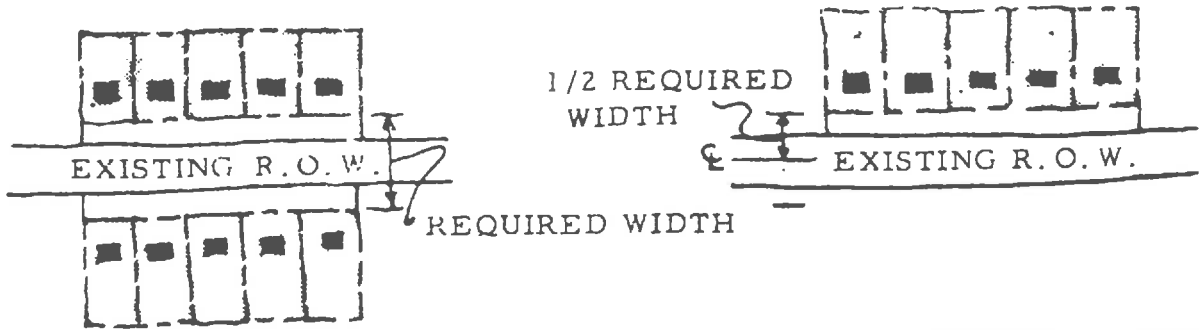 EXISTING R.O.W.
REQUIRED WIDTH
1/2 REQUIRED
WIDTH
℄
EXISTING R.O.W.